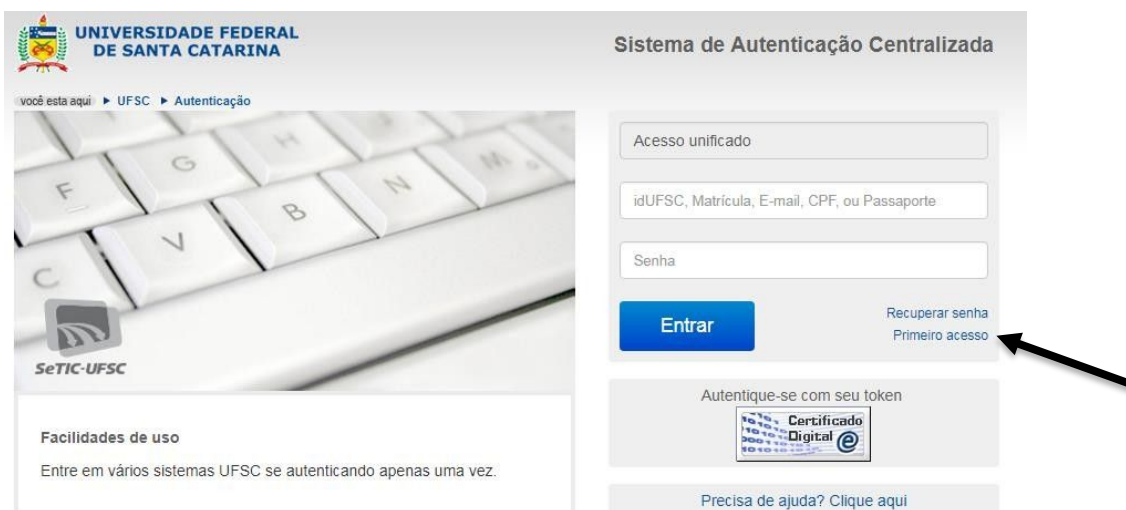 UNIVERSIDADE FEDERAL
DE SANTA CATARINA
Sistema de Autenticação Centralizada
você esta aqui ▶ UFSC ▶ Autenticação
F
G
H
C
V
B
N
M
SeTIC-UFSC
Acesso unificado
idUFSC, Matrícula, E-mail, CPF, ou Passaporte
Senha
Entrar
Recuperar senha
Primeiro acesso
Autentique-se com seu token
Certificado
Digital
Precisa de ajuda? Clique aqui
Facilidades de uso
Entre em vários sistemas UFSC se autenticando apenas uma vez.